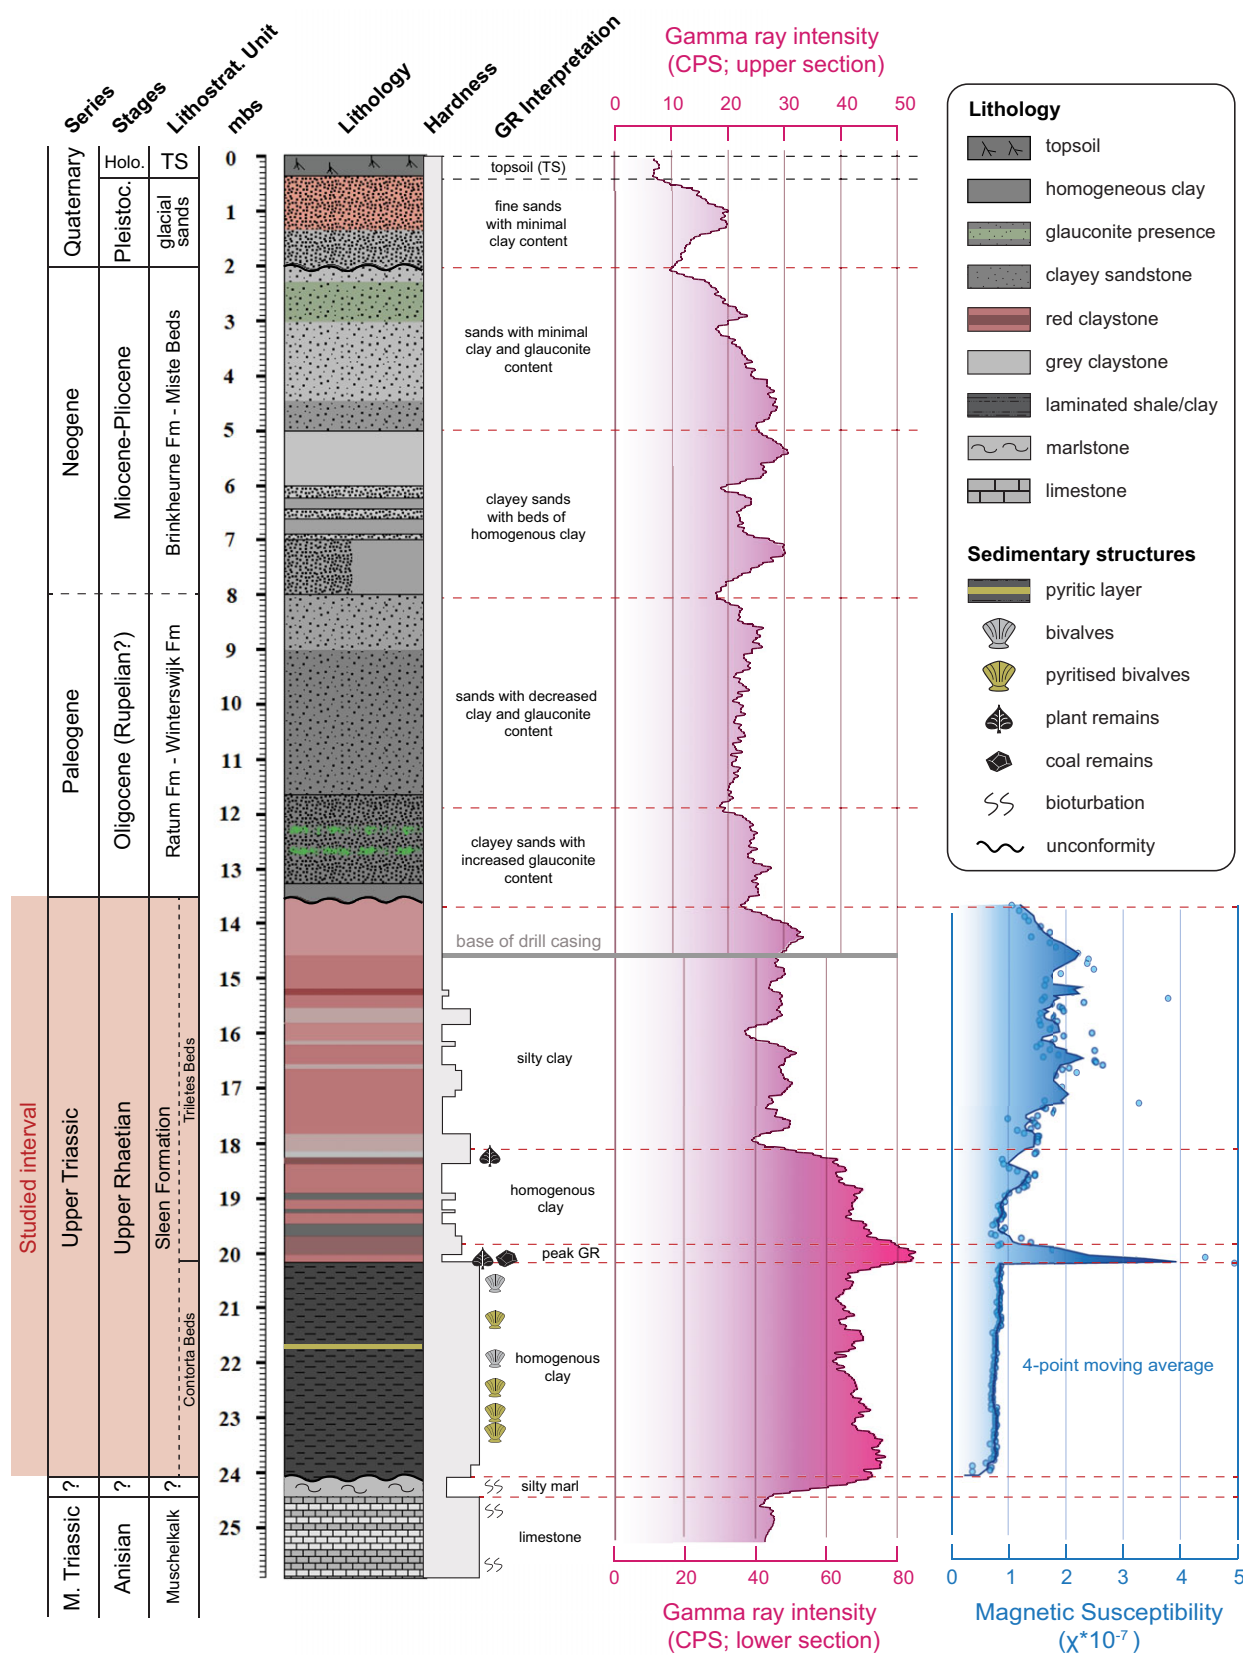 Gamma ray intensity
(CPS; upper section)
0 10 20 30 40 50
Series
Stages
Lithostrat. Unit
mbs
Lithology
Hardness
GR Interpretation
Quaternary
Holo.
TS
Pleistoc.
glacial
sands
Neogene
Miocene-Pliocene
Brinkheurne Fm - Miste Beds
Paleogene
Oligocene (Rupelian?)
Ratum Fm - Winterswijk Fm
Studied interval
Upper Triassic
Upper Rhaetian
Sleen Formation
Triletes Beds
Contorta Beds
?
?
?
M. Triassic
Anisian
Muschelkalk
0
1
2
3
4
5
6
7
8
9
10
11
12
13
14
15
16
17
18
19
20
21
22
23
24
25
topsoil (TS)
fine sands
with minimal
clay content
sands with minimal
clay and glauconite
content
clayey sands
with beds of
homogenous clay
sands with decreased
clay and glauconite
content
clayey sands with
increased glauconite
content
base of drill casing
silty clay
homogenous
clay
peak GR
homogenous
clay
silty marl
limestone
0 20 40 60 80
Gamma ray intensity
(CPS; lower section)
Lithology
topsoil
homogeneous clay
glauconite presence
clayey sandstone
red claystone
grey claystone
laminated shale/clay
marlstone
limestone
Sedimentary structures
pyritic layer
bivalves
pyritised bivalves
plant remains
coal remains
bioturbation
unconformity
4-point moving average
0 1 2 3 4 5
Magnetic Susceptibility
(χ*10-7 )